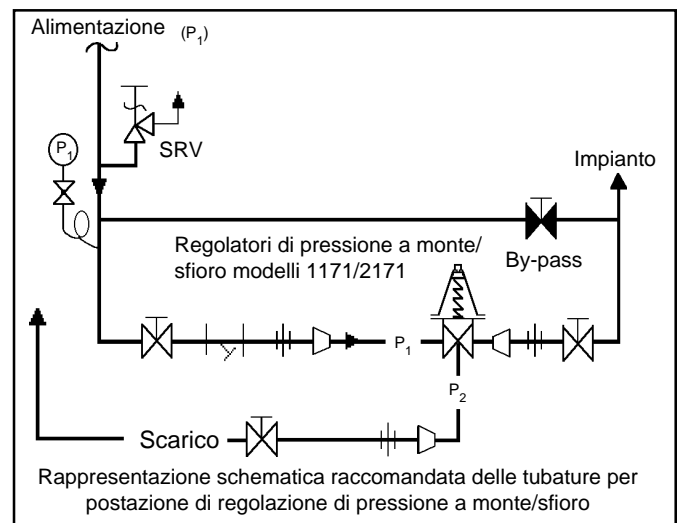 Alimentazione (P1)
P1
SRV
Impianto
Regolatori di pressione a monte/
sfioro modelli 1171/2171
By-pass
P1
P2
Scarico
Rappresentazione schematica raccomandata delle tubature per
postazione di regolazione di pressione a monte/sfioro